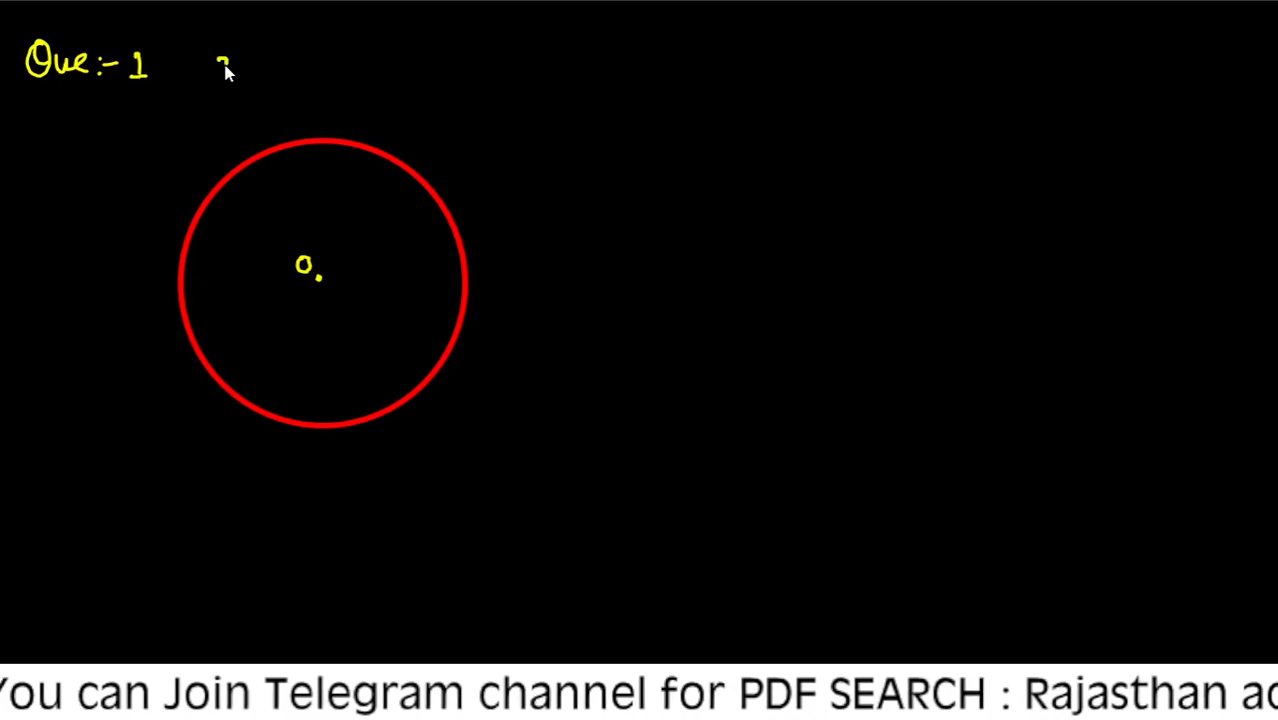 Que:- 1
O.
You can Join Telegram channel for PDF SEARCH : Rajasthan ac